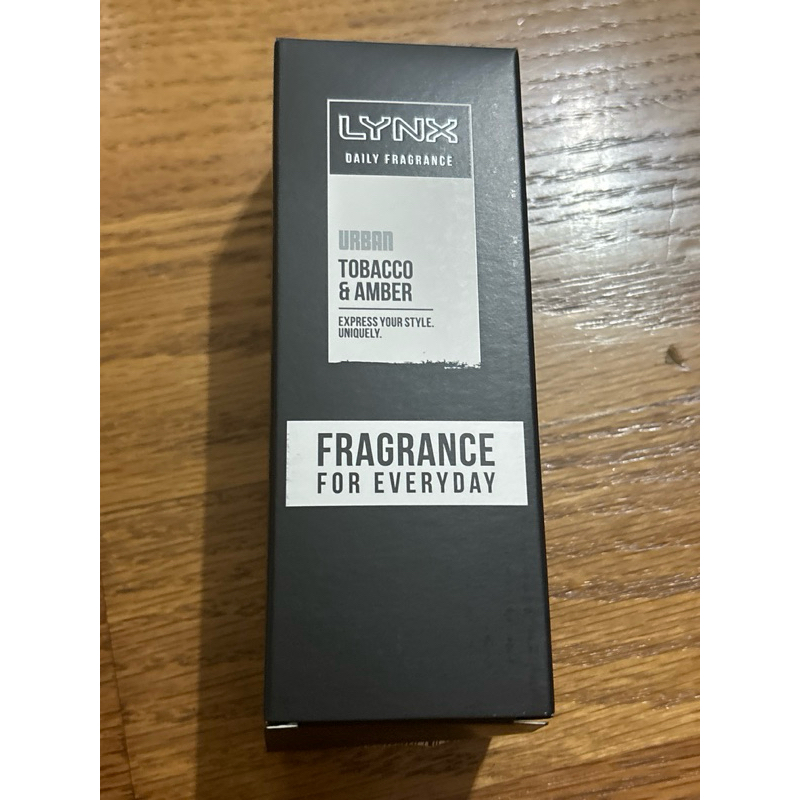 LYNX
DAILY FRAGRANCE
URBAN
TOBACCO
& AMBER
EXPRESS YOUR STYLE.
UNIQUELY.
FRAGRANCE
FOR EVERYDAY